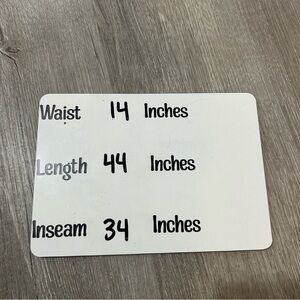 Waist 14 Inches
Length 44 Inches
Inseam 34 Inches